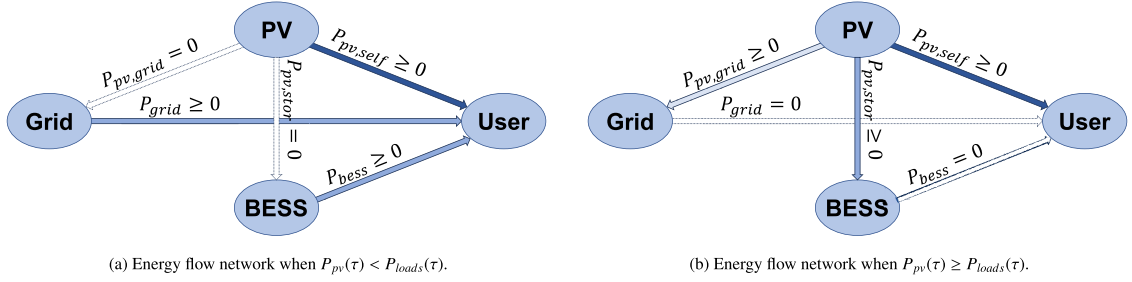 PV
P_{pv,grid} = 0
P_{pv,stor} = 0
P_{pv,self} ≥ 0
P_{grid} ≥ 0
Grid
User
P_{bess} ≥ 0
BESS
(a) Energy flow network when P_{pv}(τ) < P_{loads}(τ).
PV
P_{pv,grid} ≥ 0
P_{pv,stor} ≥ 0
P_{pv,self} ≥ 0
P_{grid} = 0
Grid
User
P_{bess} = 0
BESS
(b) Energy flow network when P_{pv}(τ) ≥ P_{loads}(τ).